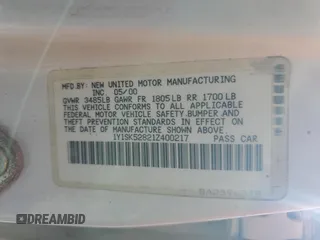 MFD. BY NEW UNITED MOTOR MANUFACTURING
INC 05/00
GVWR 3485LB GAWR FR 1805LB RR 1700LB
THIS VEHICLE CONFORMS TO ALL APPLICABLE
FEDERAL MOTOR VEHICLE SAFETY, BUMPER, AND
THEFT PREVENTION STANDARDS IN EFFECT ON
THE DATE OF MANUFACTURE SHOWN ABOVE.
1Y1SK52821Z400217 PASS CAR
DREAMBID